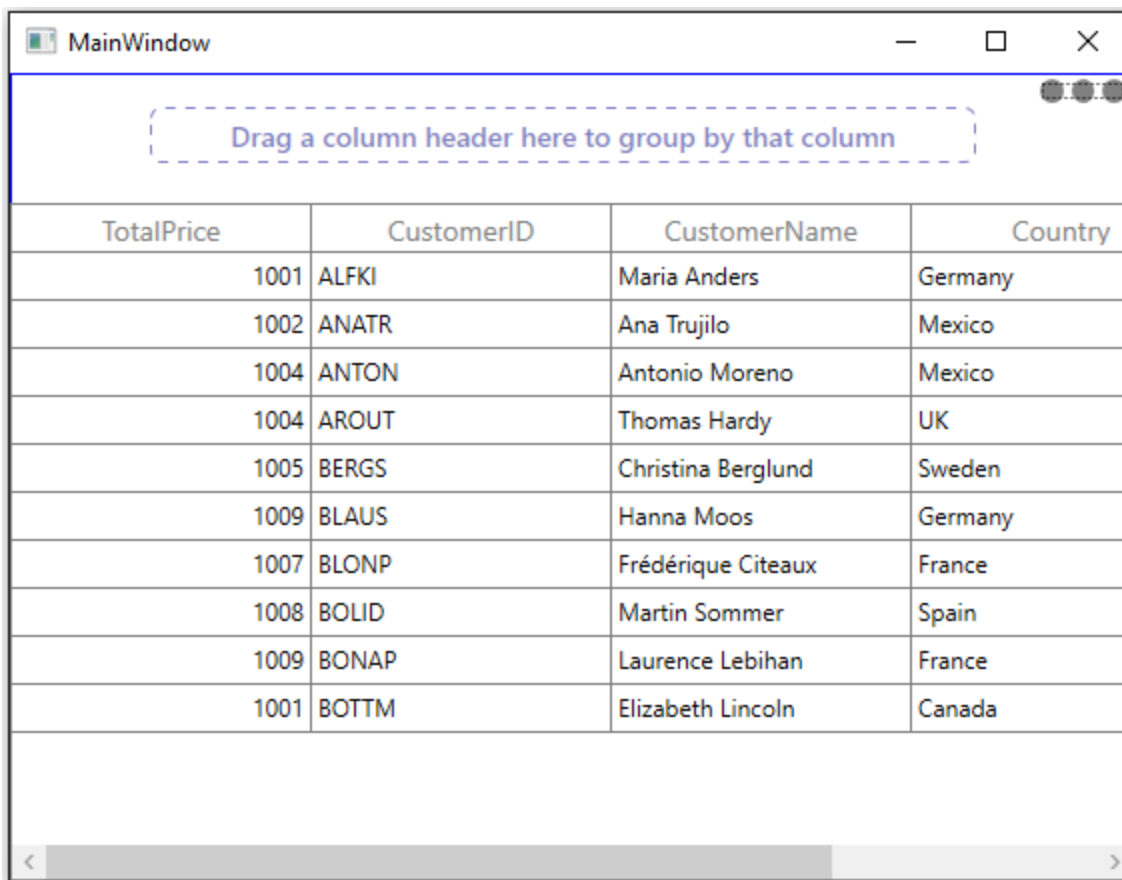 MainWindow
Drag a column header here to group by that column
TotalPrice CustomerID CustomerName Country
1001 ALFKI Maria Anders Germany
1002 ANATR Ana Trujilo Mexico
1004 ANTON Antonio Moreno Mexico
1004 AROUT Thomas Hardy UK
1005 BERGS Christina Berglund Sweden
1009 BLAUS Hanna Moos Germany
1007 BLONP Frédérique Citeaux France
1008 BOLID Martin Sommer Spain
1009 BONAP Laurence Lebihan France
1001 BOTTM Elizabeth Lincoln Canada